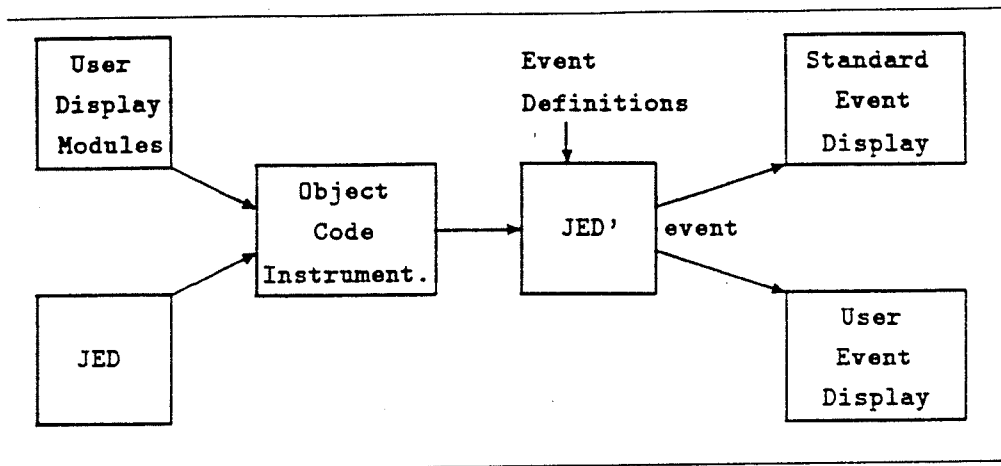 User
Display
Modules
JED
Object
Code
Instrument.
Event
Definitions
JED'
event
Standard
Event
Display
User
Event
Display